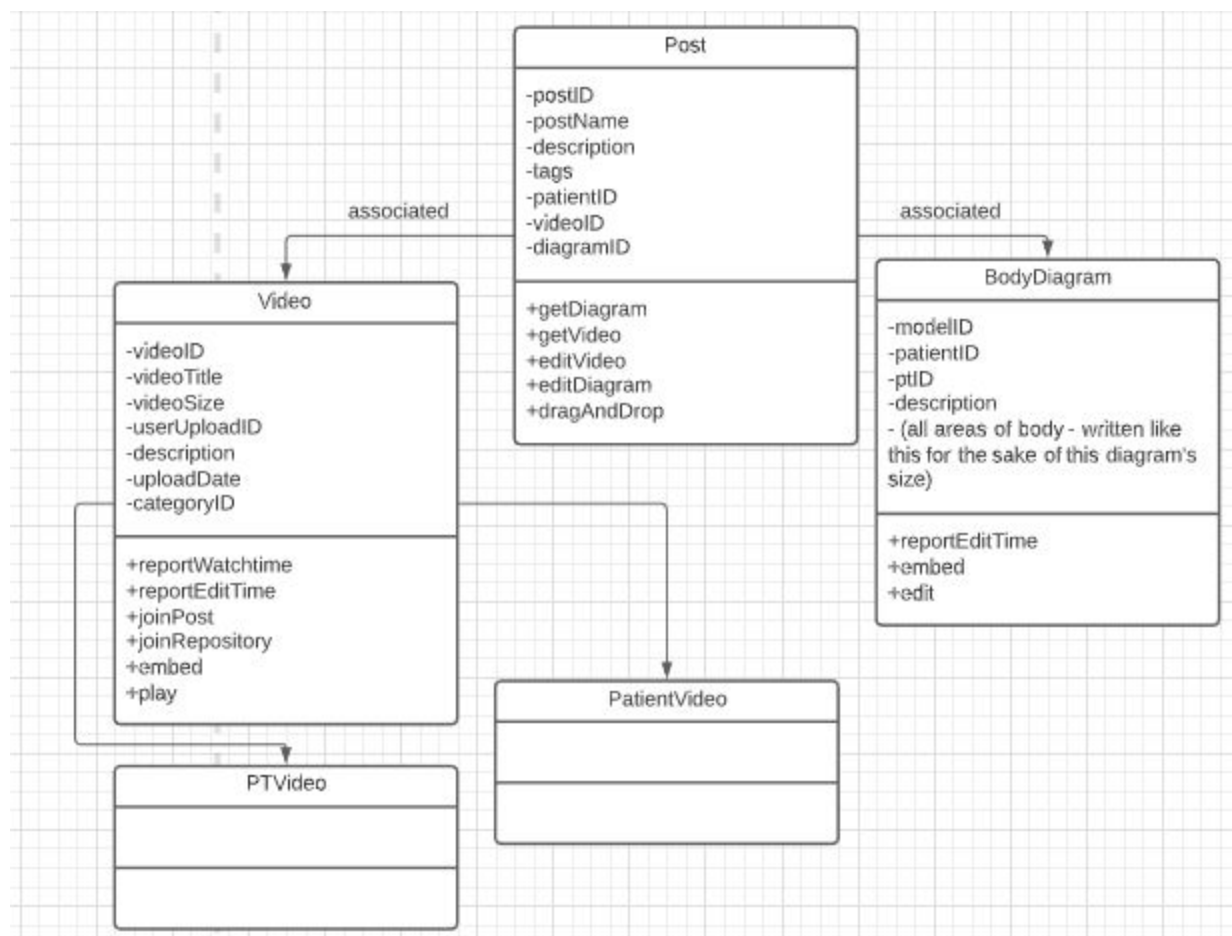 Post
-postID
-postName
-description
-tags
-patientID
-videoID
-diagramID
+getDiagram
+getVideo
+editVideo
+editDiagram
+dragAndDrop
associated
associated
Video
-videoID
-videoTitle
-videoSize
-userUploadID
-description
-uploadDate
-categoryID
+reportWatchtime
+reportEditTime
+joinPost
+joinRepository
+embed
+play
BodyDiagram
-modelID
-patientID
-ptID
-description
- (all areas of body - written like
this for the sake of this diagram's
size)
+reportEditTime
+embed
+edit
PatientVideo
PTVideo